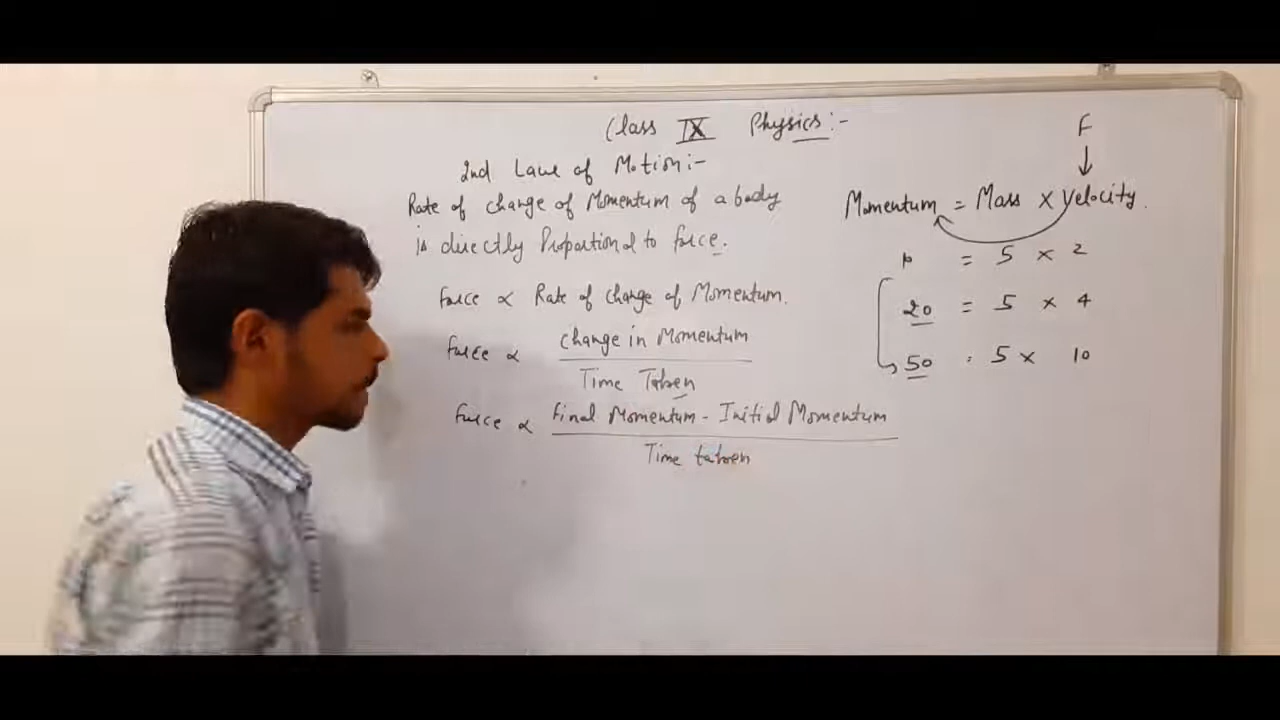 Class IX Physics :-
2nd Lawe of Motion :-
Rate of change of Momentum of a body
is directly Proportional to force.
Force ∝ Rate of change of Momentum.
Force ∝ change in Momentum
Time Taken
Force ∝ Final Momentum - Initial Momentum
Time taken
F
↓
Momentum = Mass × Velocity.
10 = 5 × 2
20 = 5 × 4
50 = 5 × 10